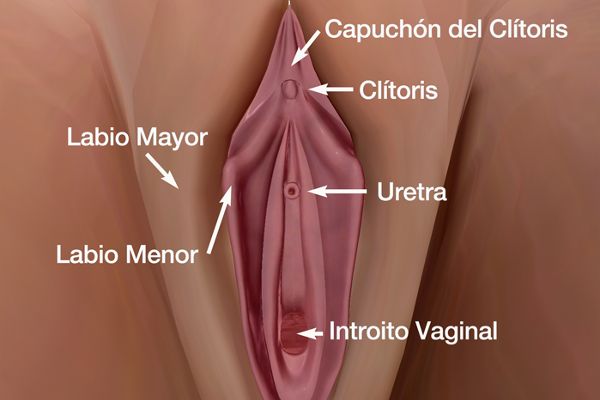 Capuchón del Clítoris
Clítoris
Labio Mayor
Uretra
Labio Menor
Introito Vaginal